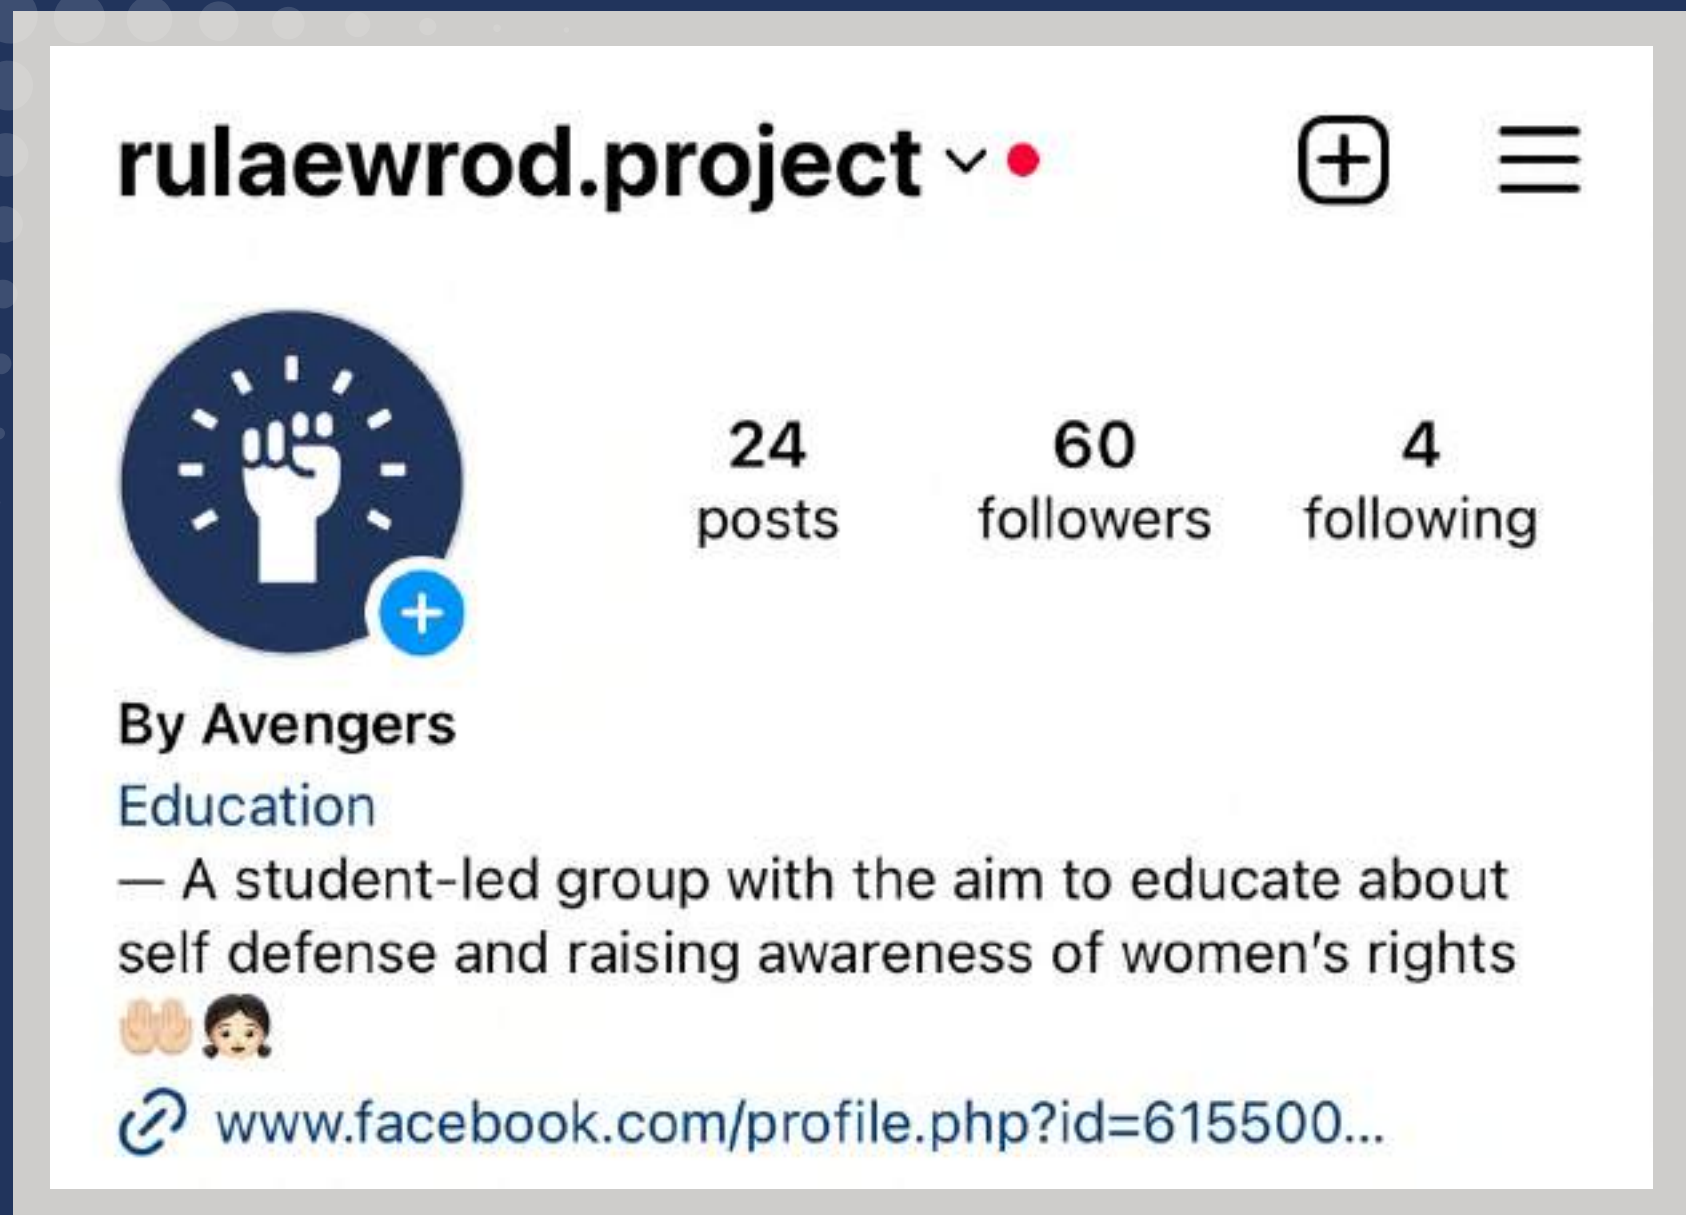 rulaewrod.project
24 60 4
posts followers following
By Avengers
Education
— A student-led group with the aim to educate about
self defense and raising awareness of women's rights
🤲🏻👧🏻
www.facebook.com/profile.php?id=615500...